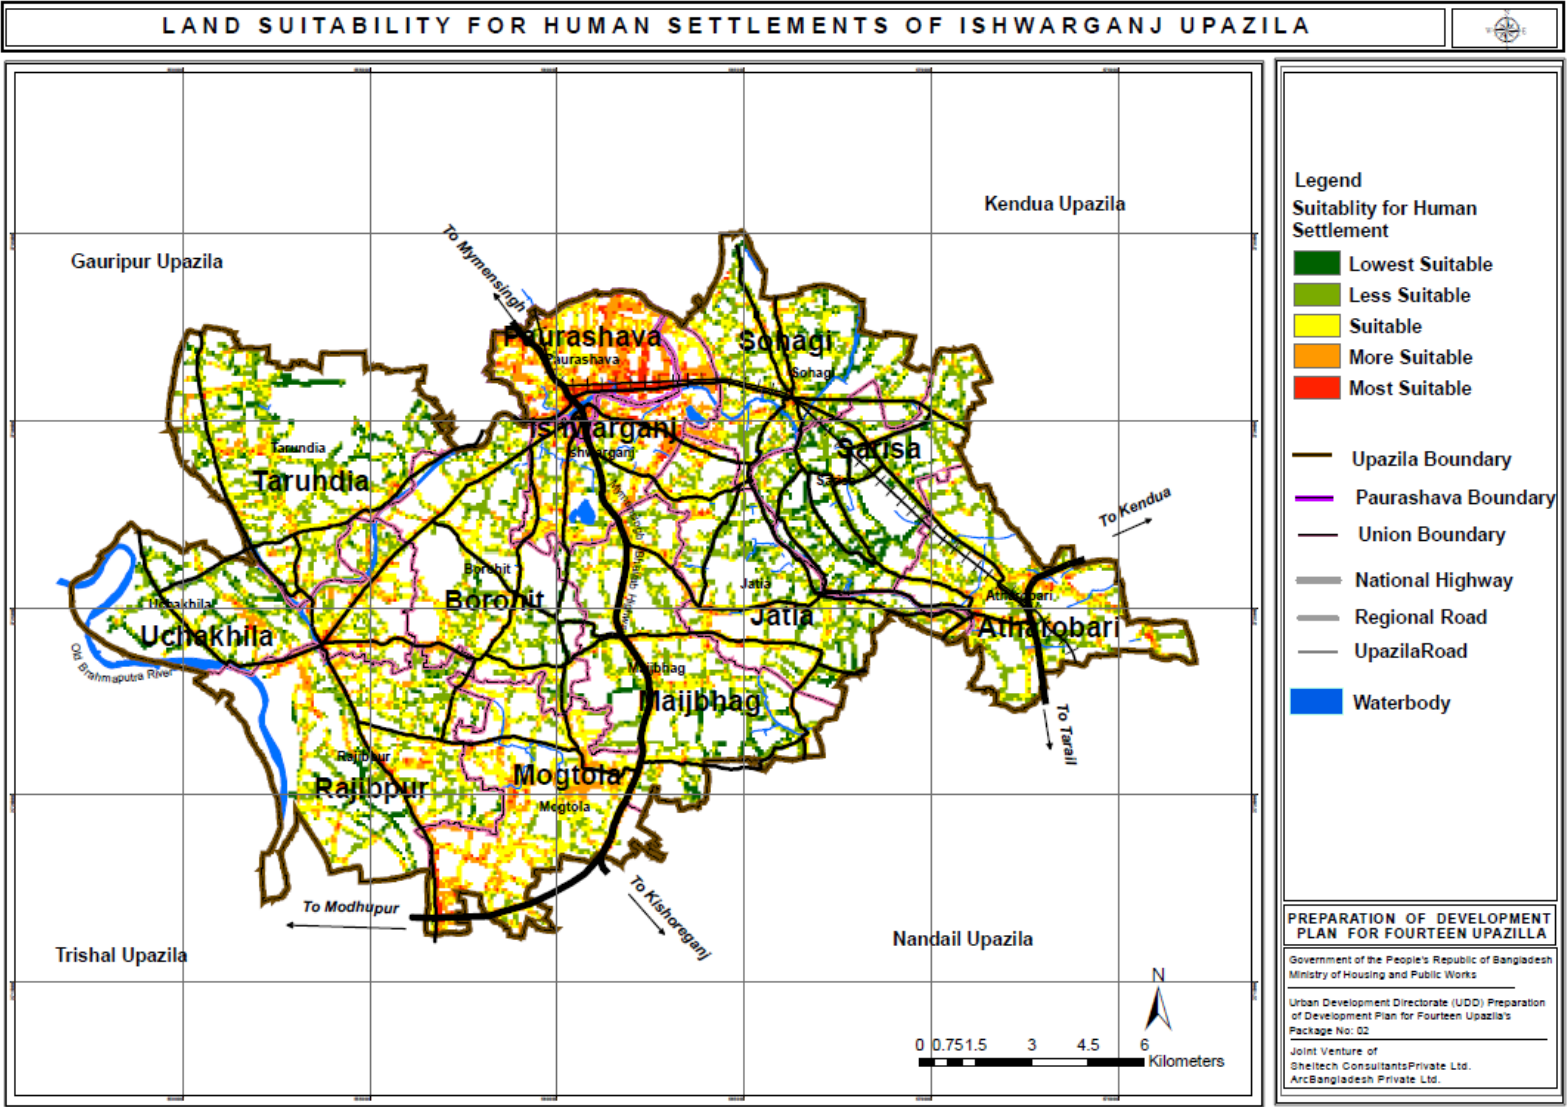 LAND SUITABILITY FOR HUMAN SETTLEMENTS OF ISHWARGANJ UPAZILA
N
W
E
Kendua Upazila
Gauripur Upazila
To Mymensingh
Paurashava
Paurashava
Sohagi
Sohagi
Ishwarganj
Sarisa
Tarundia
Tarundia
To Kendua
Borohit
Borohit
Jatia
Jatia
Atharobari
Atharobari
Uchakhila
Uchakhila
Old Brahmaputra River
Maijbhag
Maijbhag
To Tarail
Rajibpur
Rajibpur
Mogtola
Mogtola
To Modhupur
To Kishoreganj
Trishal Upazila
Nandail Upazila
N
0 0.75 1.5 3 4.5 6
Kilometers
Legend
Suitablity for Human
Settlement
Lowest Suitable
Less Suitable
Suitable
More Suitable
Most Suitable
Upazila Boundary
Paurashava Boundary
Union Boundary
National Highway
Regional Road
UpazilaRoad
Waterbody
PREPARATION OF DEVELOPMENT
PLAN FOR FOURTEEN UPAZILLA
Government of the People's Republic of Bangladesh
Ministry of Housing and Public Works
Urban Development Directorate (UDD) Preparation
of Development Plan for Fourteen Upazila's
Package No: 02
Joint Venture of
Sheltech ConsultantsPrivate Ltd.
ArcBangladesh Private Ltd.